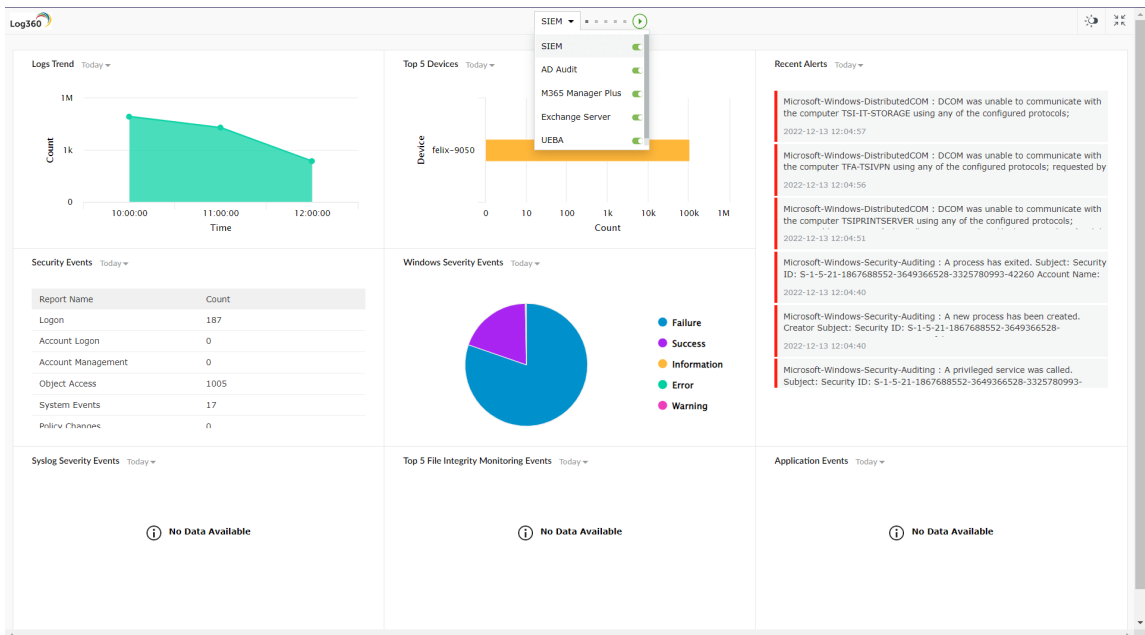 Log360
SIEM
SIEM
AD Audit
M365 Manager Plus
Exchange Server
UEBA
Logs Trend Today
1M
1k
0
Count
10:00:00 11:00:00 12:00:00
Time
Top 5 Devices Today
Device
felix-9050
0 10 100 1k 10k 100k 1M
Count
Recent Alerts Today
Microsoft-Windows-DistributedCOM : DCOM was unable to communicate with
the computer TSI-IT-STORAGE using any of the configured protocols;
2022-12-13 12:04:57
Microsoft-Windows-DistributedCOM : DCOM was unable to communicate with
the computer TFA-TSIVPN using any of the configured protocols; requested by
2022-12-13 12:04:56
Microsoft-Windows-DistributedCOM : DCOM was unable to communicate with
the computer TSIPRINTSERVER using any of the configured protocols;
2022-12-13 12:04:51
Microsoft-Windows-Security-Auditing : A process has exited. Subject: Security
ID: S-1-5-21-1867688552-3649366528-3325780993-42260 Account Name:
2022-12-13 12:04:40
Microsoft-Windows-Security-Auditing : A new process has been created.
Creator Subject: Security ID: S-1-5-21-1867688552-3649366528-
2022-12-13 12:04:40
Microsoft-Windows-Security-Auditing : A privileged service was called.
Subject: Security ID: S-1-5-21-1867688552-3649366528-3325780993-
Security Events Today
Report Name Count
Logon 187
Account Logon 0
Account Management 0
Object Access 1005
System Events 17
Policy Changes 0
Windows Severity Events Today
Failure
Success
Information
Error
Warning
Syslog Severity Events Today
No Data Available
Top 5 File Integrity Monitoring Events Today
No Data Available
Application Events Today
No Data Available